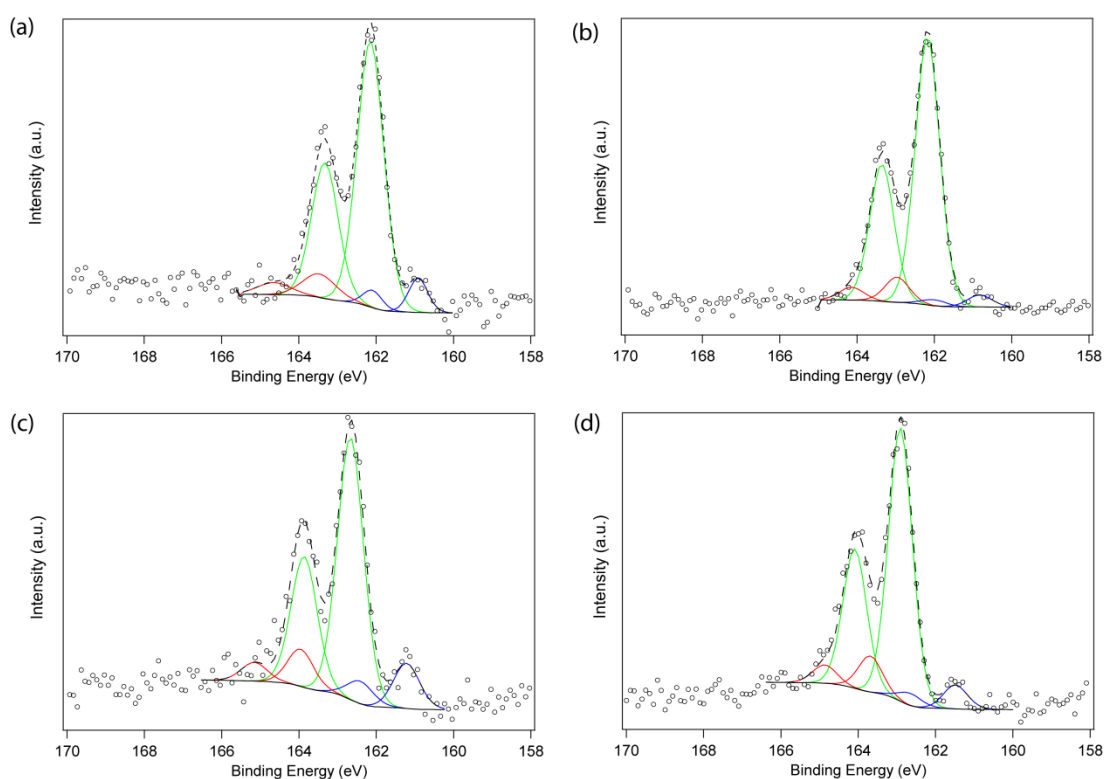 (a)
Intensity (a.u.)
170 168 166 164 162 160 158
Binding Energy (eV)
(b)
Intensity (a.u.)
170 168 166 164 162 160 158
Binding Energy (eV)
(c)
Intensity (a.u.)
170 168 166 164 162 160 158
Binding Energy (eV)
(d)
Intensity (a.u.)
170 168 166 164 162 160 158
Binding Energy (eV)